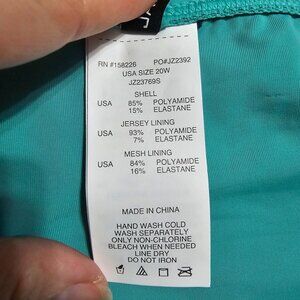 RN #158226 PO#JZ2392
USA SIZE 20W
JZ23769S
SHELL
USA 85% POLYAMIDE
15% ELASTANE
JERSEY LINING
USA 93% POLYAMIDE
7% ELASTANE
MESH LINING
USA 84% POLYAMIDE
16% ELASTANE
MADE IN CHINA
HAND WASH COLD
WASH SEPARATELY
ONLY NON-CHLORINE
BLEACH WHEN NEEDED
LINE DRY
DO NOT IRON